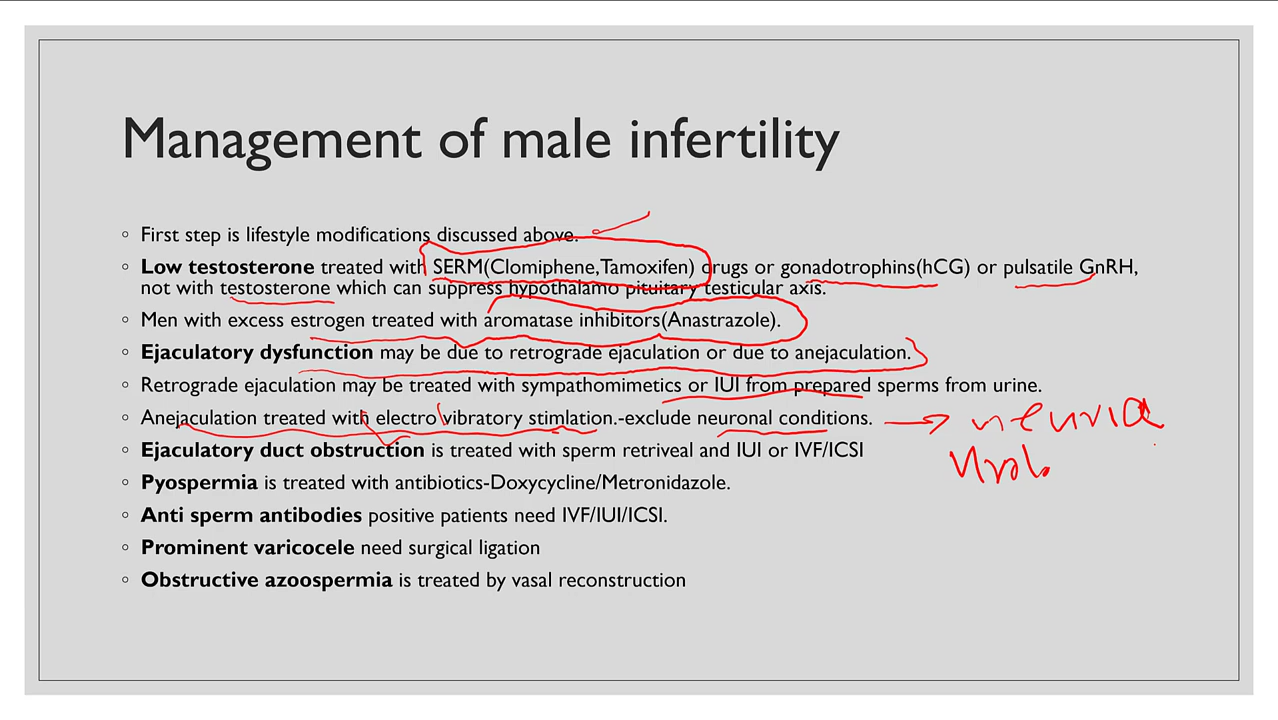 Management of male infertility
◦ First step is lifestyle modifications discussed above.
◦ Low testosterone treated with SERM(Clomiphene,Tamoxifen) drugs or gonadotrophins(hCG) or pulsatile GnRH,
not with testosterone which can suppress hypothalamo pituitary testicular axis.
◦ Men with excess estrogen treated with aromatase inhibitors(Anastrazole).
◦ Ejaculatory dysfunction may be due to retrograde ejaculation or due to anejaculation.
◦ Retrograde ejaculation may be treated with sympathomimetics or IUI from prepared sperms from urine.
◦ Anejaculation treated with electro vibratory stimlation.-exclude neuronal conditions.
◦ Ejaculatory duct obstruction is treated with sperm retriveal and IUI or IVF/ICSI
◦ Pyospermia is treated with antibiotics-Doxycycline/Metronidazole.
◦ Anti sperm antibodies positive patients need IVF/IUI/ICSI.
◦ Prominent varicocele need surgical ligation
◦ Obstructive azoospermia is treated by vasal reconstruction